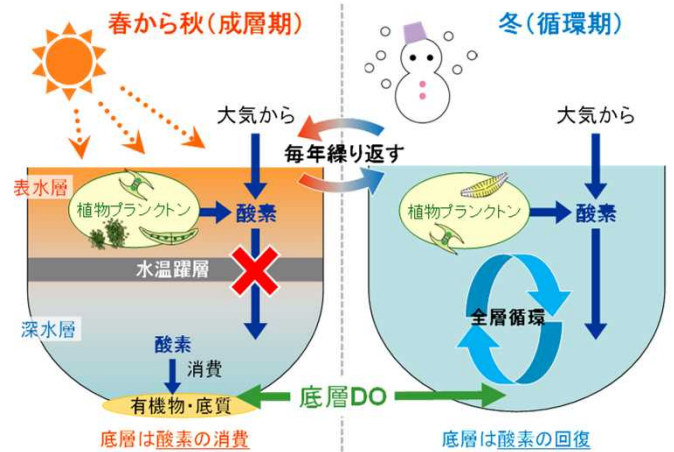 春から秋（成層期）
大気から
表水層
植物プランクトン
酸素
水温躍層
深水層
酸素
消費
有機物・底質
底層は酸素の消費
毎年繰り返す
底層DO
冬（循環期）
大気から
植物プランクトン
酸素
全層循環
底層は酸素の回復